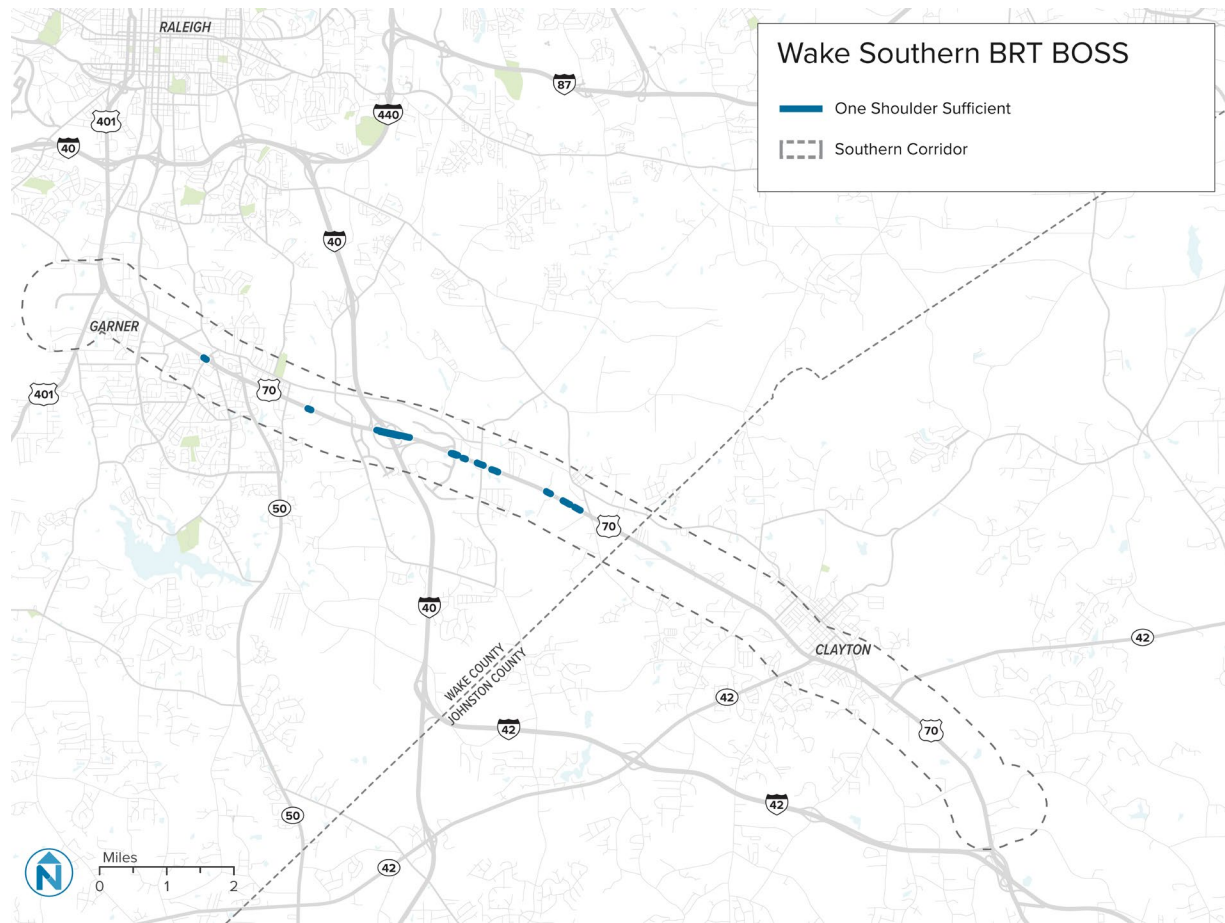 RALEIGH
Wake Southern BRT BOSS
One Shoulder Sufficient
Southern Corridor
87
440
401
40
40
GARNER
401
70
50
70
40
WAKE COUNTY
JOHNSTON COUNTY
CLAYTON
42
42
42
70
42
50
42
Miles
0 1 2
N